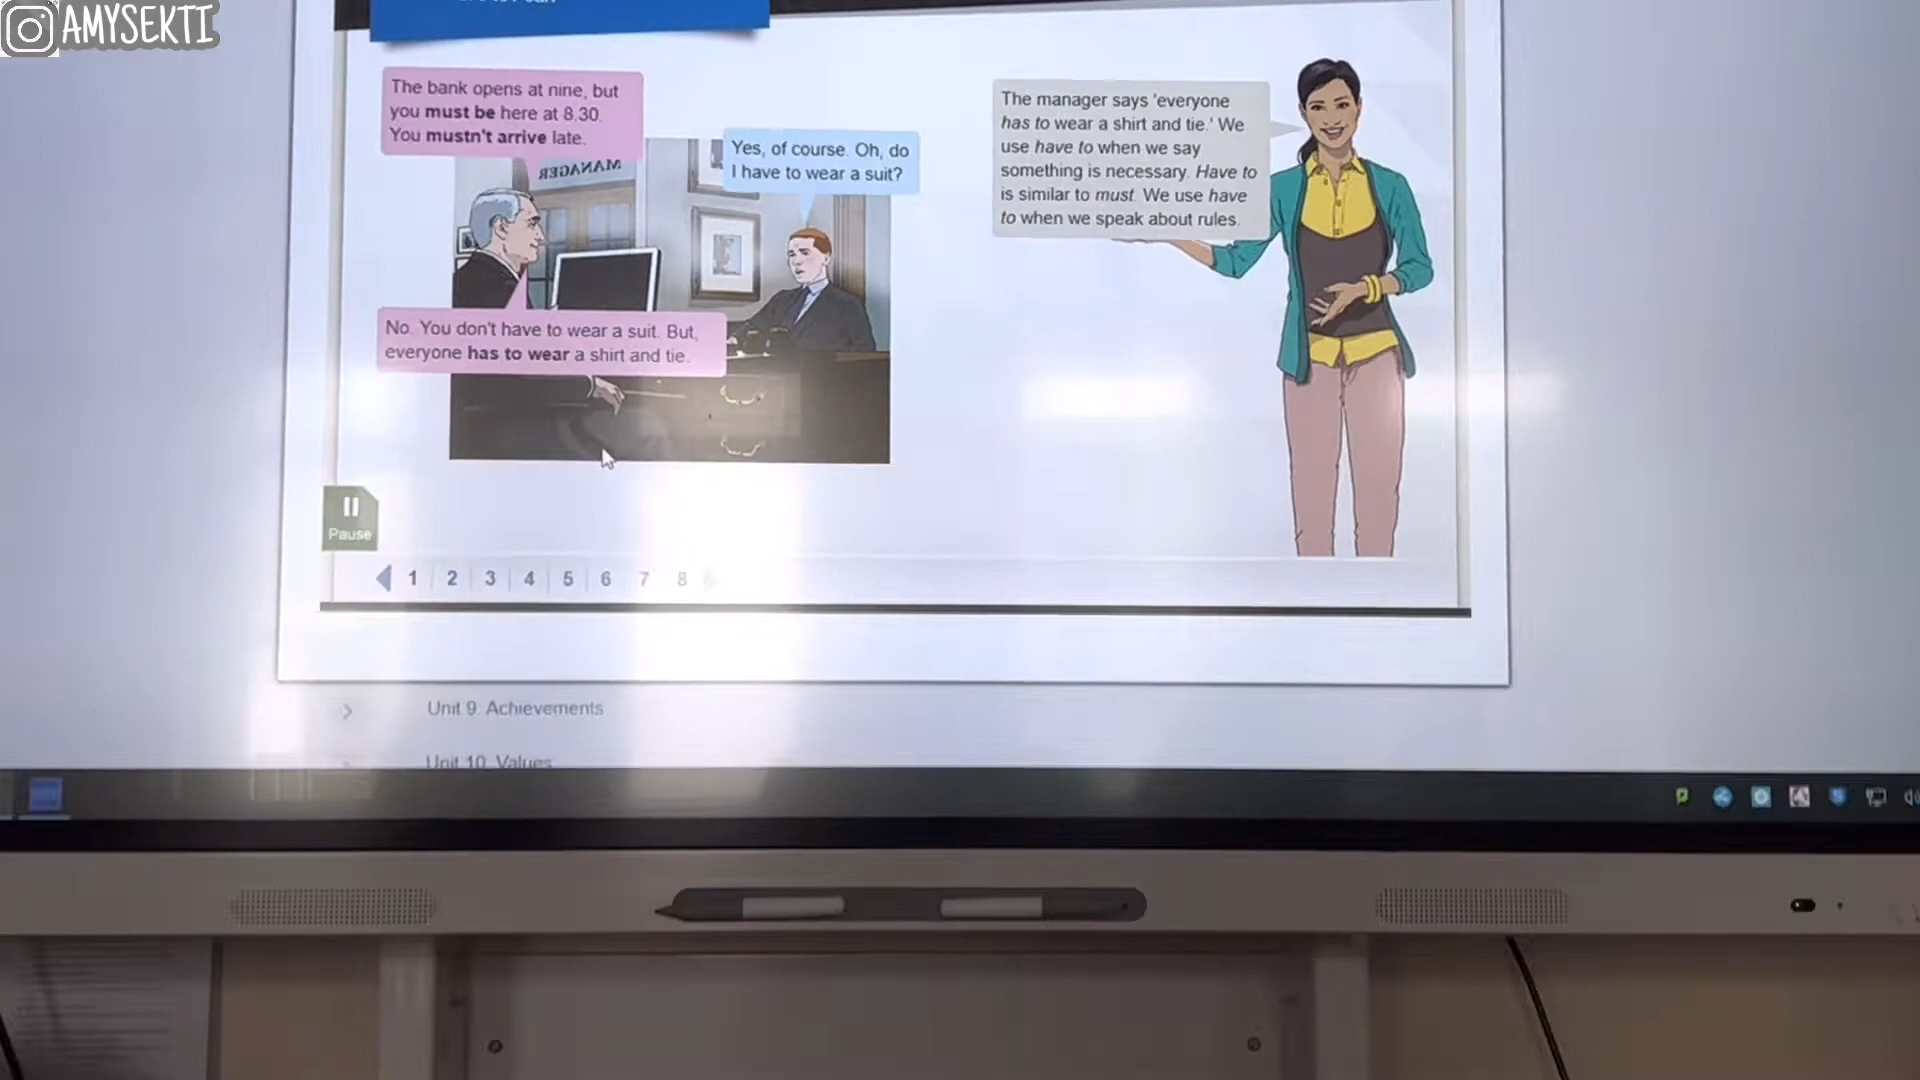 AMYSEKTI
The bank opens at nine, but
you must be here at 8.30.
You mustn't arrive late.
MANAGER
Yes, of course. Oh, do
I have to wear a suit?
No. You don't have to wear a suit. But,
everyone has to wear a shirt and tie.
The manager says 'everyone
has to wear a shirt and tie.' We
use have to when we say
something is necessary. Have to
is similar to must. We use have
to when we speak about rules.
Pause
1 2 3 4 5 6 7 8
Unit 9. Achievements
Unit 10. Values